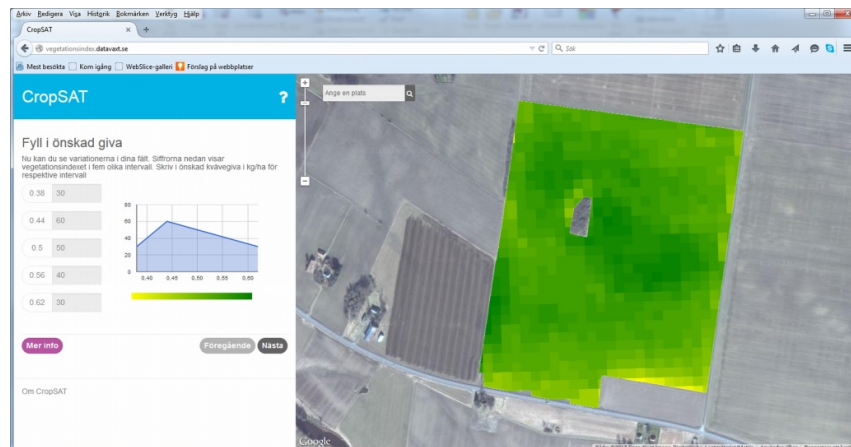 Arkiv Redigera Visa Historik Bokmärken Verktyg Hjälp
CropSAT
vegetationsindex.datavaxt.se
Sök
Mest besökta Kom igång WebSlice-galleri Förslag på webbplatser
CropSAT ?
Ange en plats
Fyll i önskad giva
Nu kan du se variationerna i dina fält. Siffrorna nedan visar
vegetationsindexet i fem olika intervall. Skriv i önskad kvävegiva i kg/ha för
respektive intervall
0.38 30
0.44 60
0.5 50
0.56 40
0.62 30
80
60
40
20
0
0,40 0,45 0,50 0,55 0,60
Mer info Föregående Nästa
Om CropSAT
Google